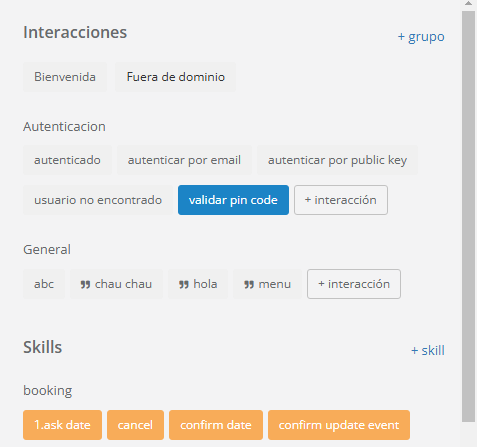 Interacciones
+ grupo
Bienvenida Fuera de dominio
Autenticacion
autenticado autenticar por email autenticar por public key
usuario no encontrado validar pin code + interacción
General
abc ❞ chau chau ❞ hola ❞ menu + interacción
Skills
+ skill
booking
1.ask date cancel confirm date confirm update event